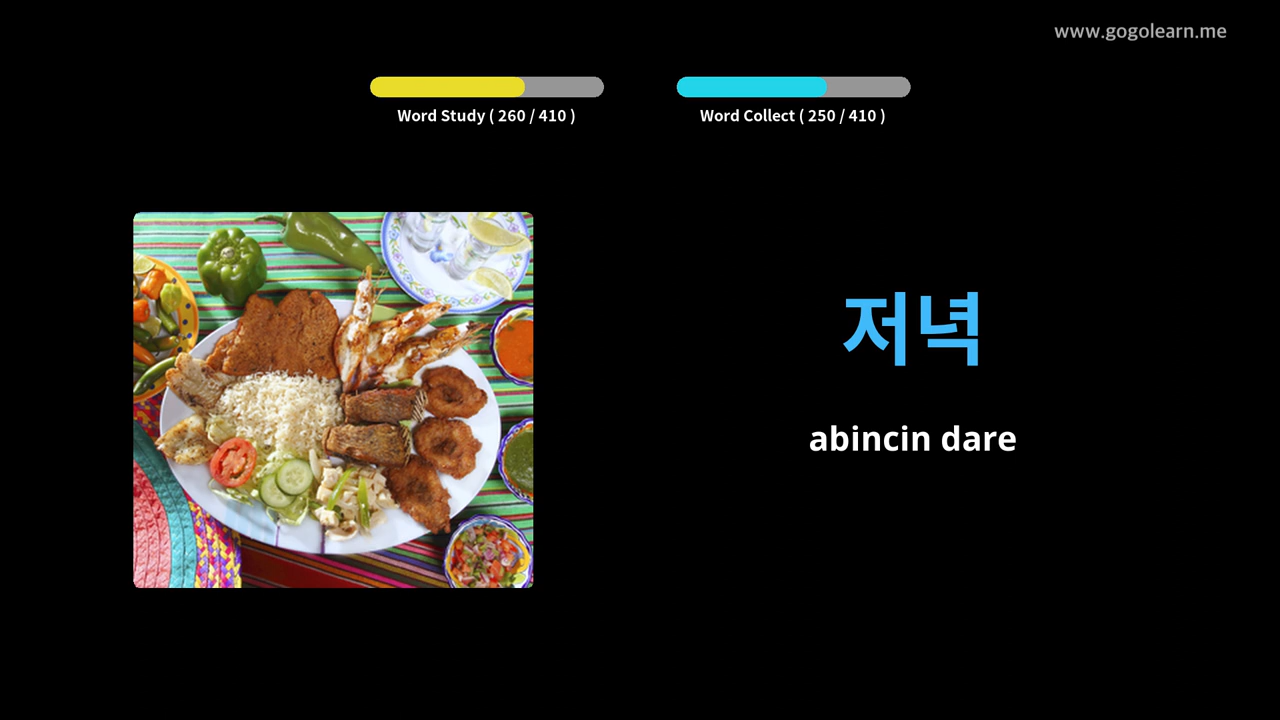 www.gogolearn.me
Word Study ( 260 / 410 )
Word Collect ( 250 / 410 )
저녁
abincin dare